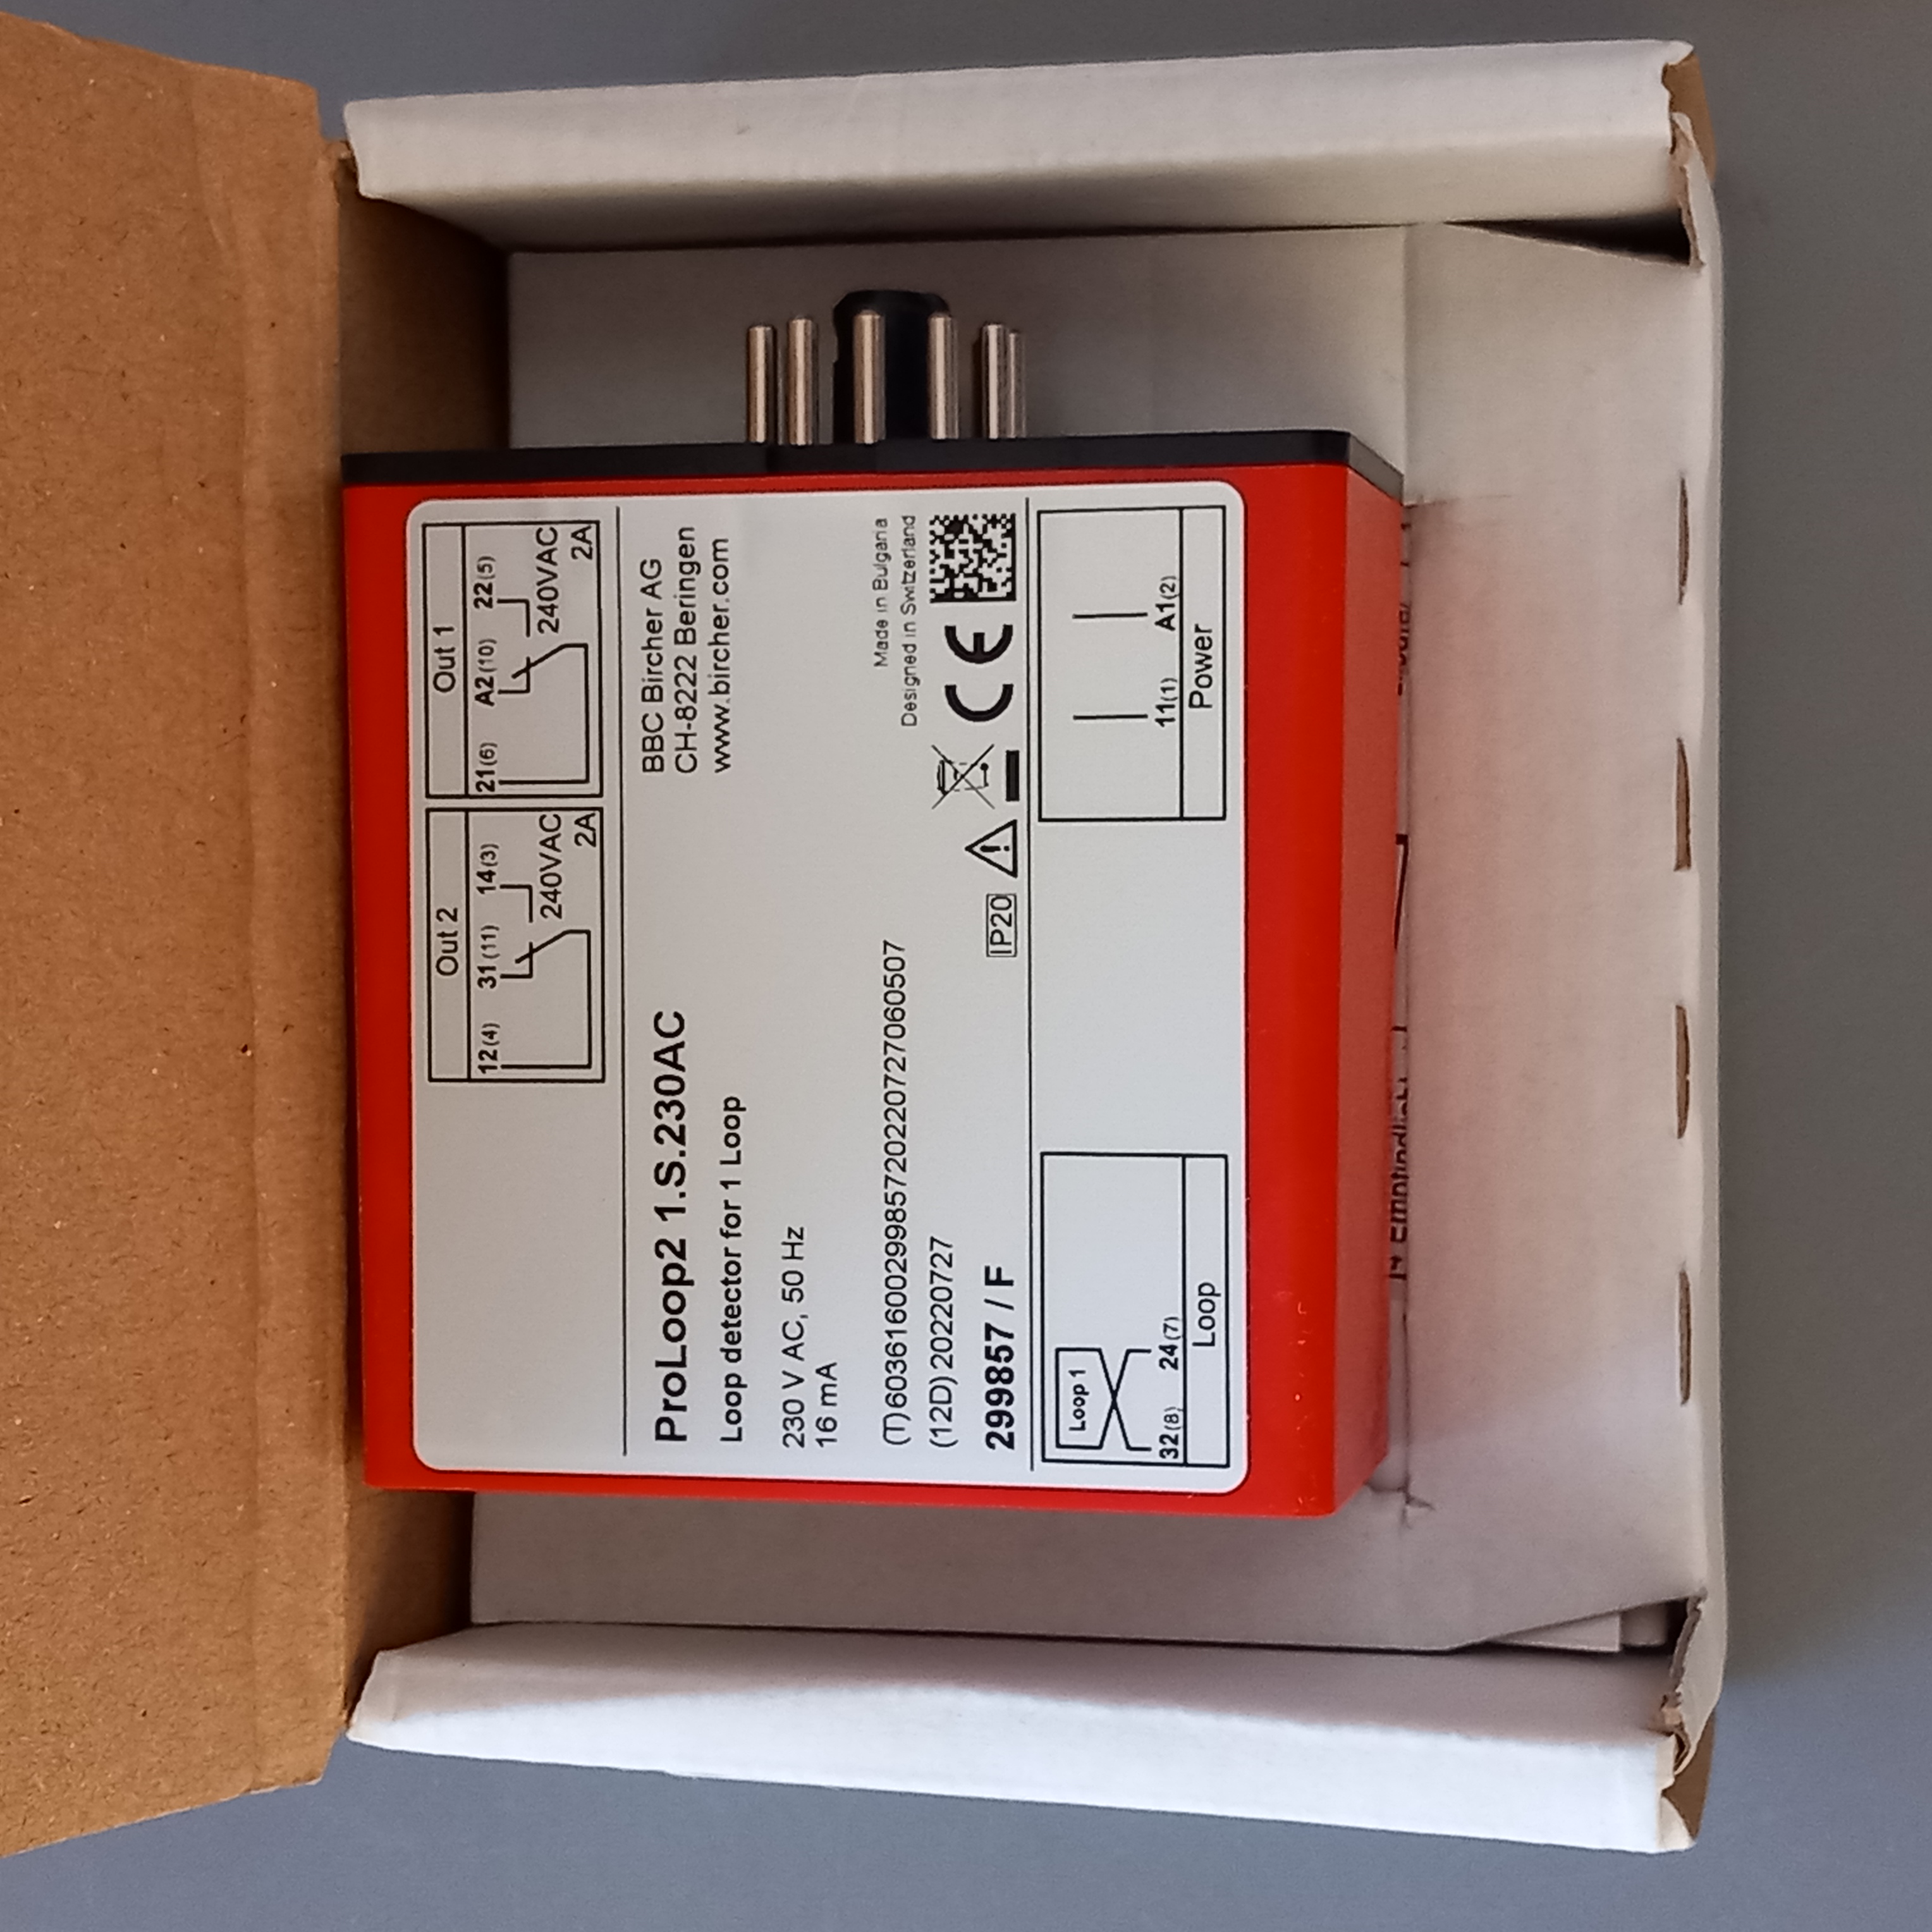 Out 2
12(4) 31(11) 14(3)
240VAC
2A
Out 1
21(6) A2(10) 22(5)
240VAC
2A
ProLoop2 1.S.230AC
Loop detector for 1 Loop
230 V AC, 50 Hz
16 mA
BBC Bircher AG
CH-8222 Beringen
www.bircher.com
(T)603616002998572022072706050​7
(12D)20220727
299857 / F
Made in Bulgaria
Designed in Switzerland
IP20
CE
Loop 1
32(8) 24(7)
Loop
11(1) A1(2)
Power